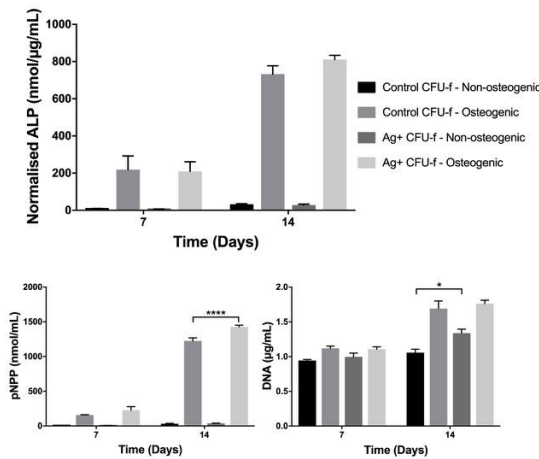 Normalised ALP (nmol/µg/mL)
1000
800
600
400
200
0
7
14
Time (Days)
Control CFU-f - Non-osteogenic
Control CFU-f - Osteogenic
Ag+ CFU-f - Non-osteogenic
Ag+ CFU-f - Osteogenic
pNPP (nmol/mL)
2000
1500
1000
500
0
****
7
14
Time (Days)
DNA (µg/mL)
2.0
1.5
1.0
0.5
0.0
*
7
14
Time (Days)